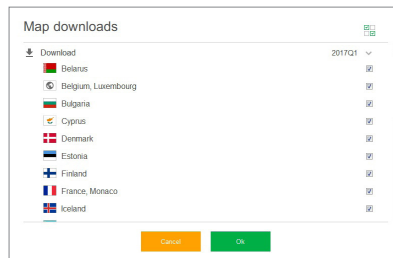 Map downloads
Download 2017Q1
Belarus
Belgium, Luxembourg
Bulgaria
Cyprus
Denmark
Estonia
Finland
France, Monaco
Iceland
Cancel Ok